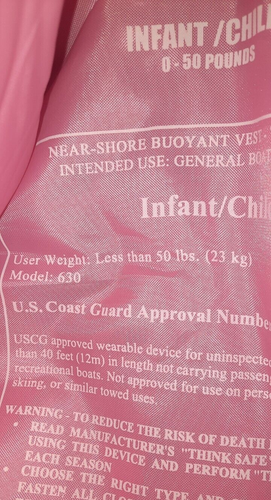 INFANT/CHIL
0 - 50 POUNDS
NEAR-SHORE BUOYANT VEST -
INTENDED USE: GENERAL BOAT
Infant/Chil
User Weight: Less than 50 lbs. (23 kg)
Model: 630
U.S. Coast Guard Approval Numbe
USCG approved wearable device for uninspecte
than 40 feet (12m) in length not carrying passen
recreational boats. Not approved for use on perso
skiing, or similar towed uses.
WARNING - TO REDUCE THE RISK OF DEATH
• READ MANUFACTURER'S "THINK SAFE"
USING THIS DEVICE AND PERFORM "T
EACH SEASON
• CHOOSE THE RIGHT TYPE AND
FASTEN ALL